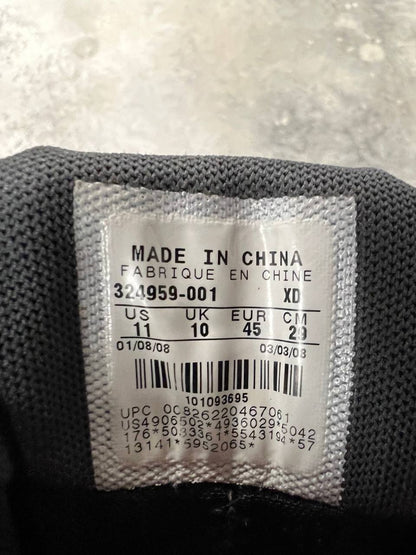 MADE IN CHINA
FABRIQUE EN CHINE
324959-001 XD
US UK EUR CM
11 10 45 29
01/08/08 03/03/08
101093695
UPC 00826220467061
US4906502*4936029*5042
176*5033361*5543194*57
13141*5952065*